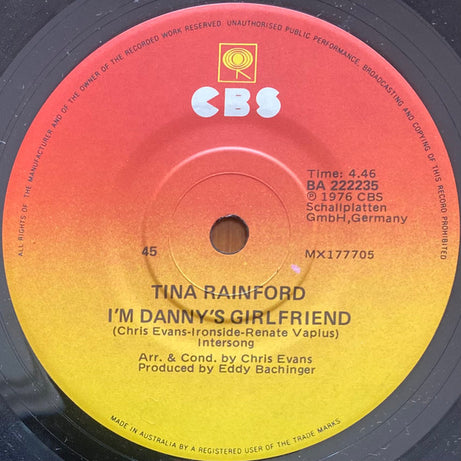 ALL RIGHTS OF THE MANUFACTURER AND OF THE OWNER OF THE RECORDED WORK RESERVED. UNAUTHORISED PUBLIC PERFORMANCE, BROADCASTING AND COPYING OF THIS RECORD PROHIBITED
CBS
Time: 4.46
BA 222235
℗ 1976 CBS
Schallplatten
GmbH,Germany
45
MX177705
TINA RAINFORD
I'M DANNY'S GIRLFRIEND
(Chris Evans-Ironside-Renate Vaplus)
Intersong
Arr. & Cond. by Chris Evans
Produced by Eddy Bachinger
MADE IN AUSTRALIA BY A REGISTERED USER OF THE TRADE MARKS.